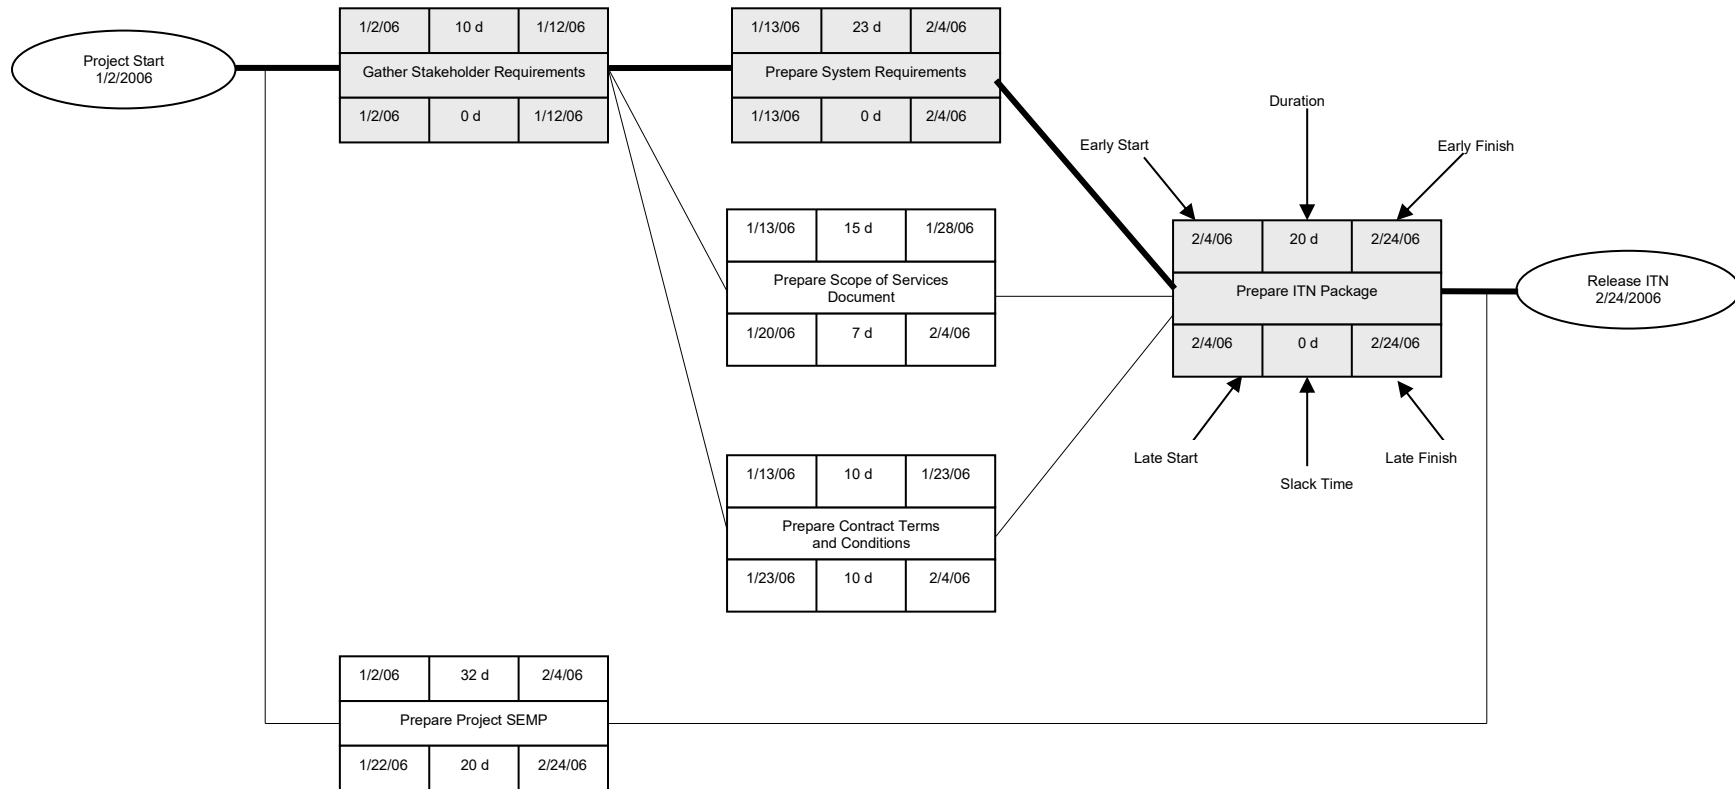 Project Start
1/2/2006
1/2/06 10 d 1/12/06
Gather Stakeholder Requirements
1/2/06 0 d 1/12/06
1/13/06 23 d 2/4/06
Prepare System Requirements
1/13/06 0 d 2/4/06
1/13/06 15 d 1/28/06
Prepare Scope of Services
Document
1/20/06 7 d 2/4/06
1/13/06 10 d 1/23/06
Prepare Contract Terms
and Conditions
1/23/06 10 d 2/4/06
Duration
Early Start
Early Finish
2/4/06 20 d 2/24/06
Prepare ITN Package
2/4/06 0 d 2/24/06
Late Start
Slack Time
Late Finish
Release ITN
2/24/2006
1/2/06 32 d 2/4/06
Prepare Project SEMP
1/22/06 20 d 2/24/06